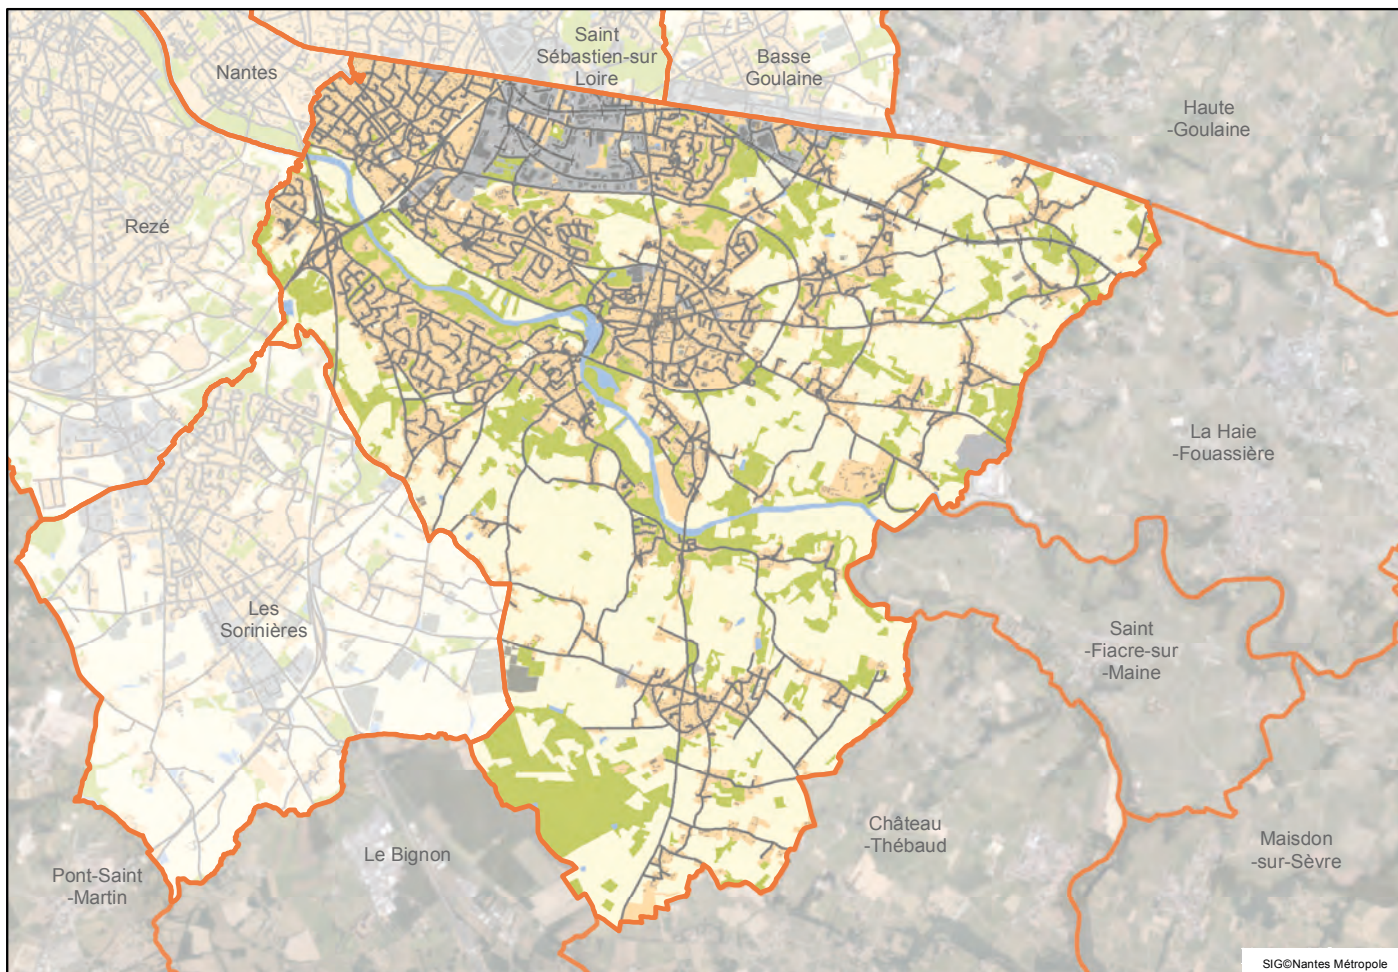 Nantes
Saint
Sébastien-sur
Loire
Basse
Goulaine
Haute
-Goulaine
Rezé
La Haie
-Fouassière
Les
Sorinières
Saint
-Fiacre-sur
-Maine
Château
-Thébaud
Maisdon
-sur-Sèvre
Le Bignon
Pont-Saint
-Martin
SIG©Nantes Métropole